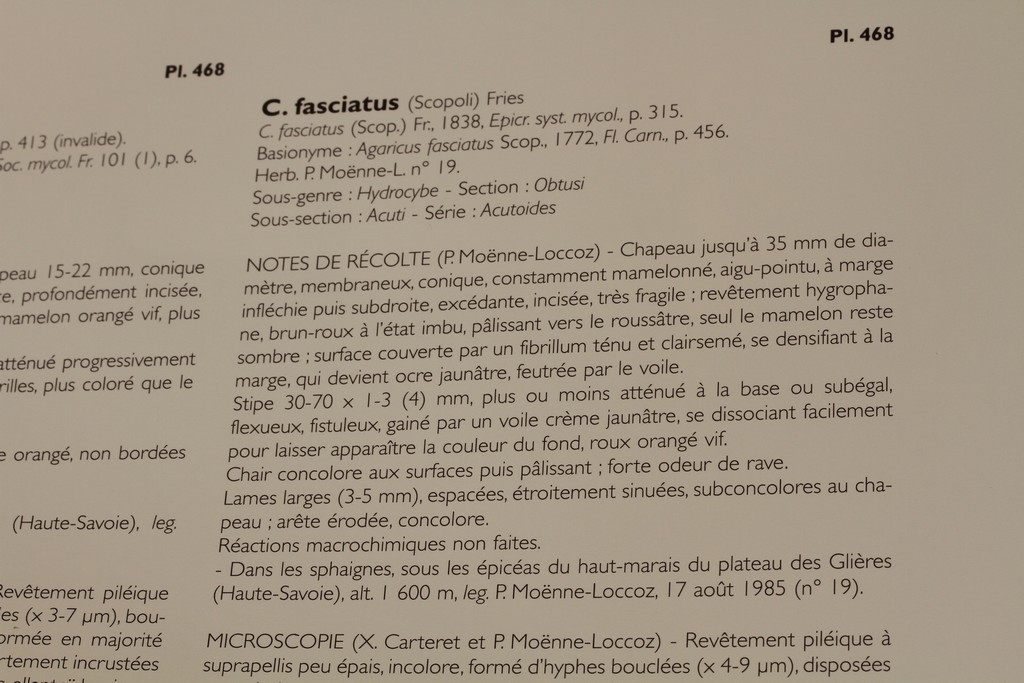 Pl. 468
p. 413 (invalide).
Soc. mycol. Fr. 101 (1), p. 6.
peau 15-22 mm, conique
profondément incisée,
mamelon orangé vif, plus
atténué progressivement
plus coloré que le
orangé, non bordées
(Haute-Savoie), leg.
Revêtement piléique
(x 3-7 µm), bou-
en majorité
incrustées
Pl. 468
C. fasciatus (Scopoli) Fries
C. fasciatus (Scop.) Fr., 1838, Epicr. syst. mycol., p. 315.
Basionyme : Agaricus fasciatus Scop., 1772, Fl. Carn., p. 456.
Herb. P. Moënne-L. n° 19.
Sous-genre : Hydrocybe - Section : Obtusi
Sous-section : Acuti - Série : Acutoides
NOTES DE RÉCOLTE (P. Moënne-Loccoz) - Chapeau jusqu'à 35 mm de dia-
mètre, membraneux, conique, constamment mamelonné, aigu-pointu, à marge
infléchie puis subdroite, excédante, incisée, très fragile ; revêtement hygropha-
ne, brun-roux à l'état imbu, pâlissant vers le roussâtre, seul le mamelon reste
sombre ; surface couverte par un fibrillum ténu et clairsemé, se densifiant à la
marge, qui devient ocre jaunâtre, feutrée par le voile.
Stipe 30-70 x 1-3 (4) mm, plus ou moins atténué à la base ou subégal,
flexueux, fistuleux, gainé par un voile crème jaunâtre, se dissociant facilement
pour laisser apparaître la couleur du fond, roux orangé vif.
Chair concolore aux surfaces puis pâlissant ; forte odeur de rave.
Lames larges (3-5 mm), espacées, étroitement sinuées, subconcolores au cha-
peau ; arête érodée, concolore.
Réactions macrochimiques non faites.
- Dans les sphaignes, sous les épicéas du haut-marais du plateau des Glières
(Haute-Savoie), alt. 1 600 m, leg. P. Moënne-Loccoz, 17 août 1985 (n° 19).
MICROSCOPIE (X. Carteret et P. Moënne-Loccoz) - Revêtement piléique à
suprapellis peu épais, incolore, formé d'hyphes bouclées (x 4-9 µm), disposées